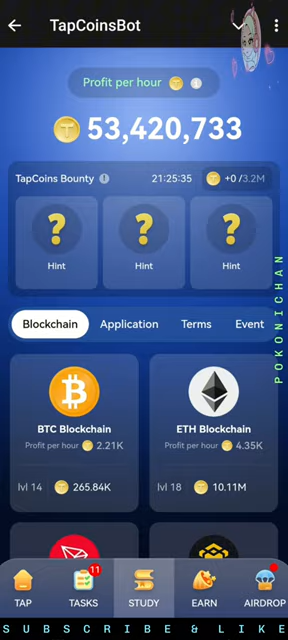 TapCoinsBot
Profit per hour
53,420,733
TapCoins Bounty 21:25:35 +0 /3.2M
? ? ?
Hint Hint Hint
Blockchain Application Terms Event
BTC Blockchain ETH Blockchain
Profit per hour 2.21K Profit per hour 4.35K
lvl 14 265.84K lvl 18 10.11M
11
TAP TASKS STUDY EARN AIRDROP
POKONICHAN
SUBSCRIBE & LIKE